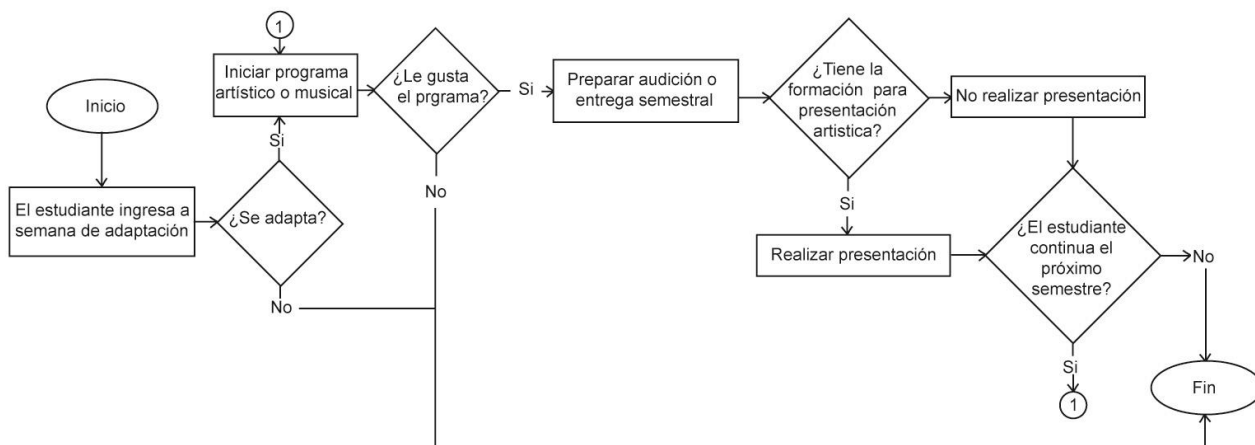 1
Iniciar programa
artístico o musical
¿Le gusta
el prgrama?
Si
Preparar audición o
entrega semestral
¿Tiene la
formación para
presentación
artistica?
No realizar presentación
Inicio
Si
No
El estudiante ingresa a
semana de adaptación
¿Se adapta?
Si
Realizar presentación
¿El estudiante
continua el
próximo
semestre?
No
No
Si
1
Fin